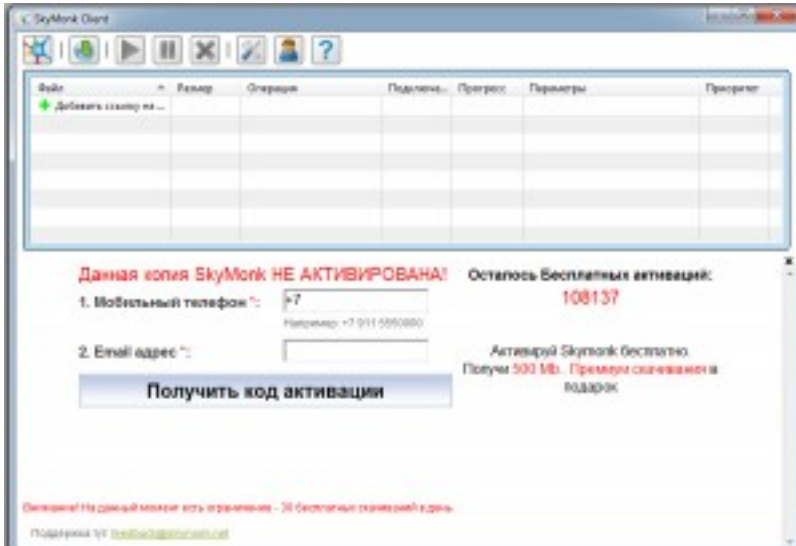 SkyMonk Client
Файл Размер Операция Подключе... Прогресс Параметры Приоритет
Добавить ссылку на ...
Данная копия SkyMonk НЕ АКТИВИРОВАНА!
Осталось Бесплатных активаций:
108137
1. Мобильный телефон *: +7
Например: +7 911 5550000
2. Email адрес *:
Получить код активации
Активируй Skymonk бесплатно.
Получи 500 Mb. Премиум скачивания в
подарок
Внимание! На данный момент есть ограничение - 30 бесплатных скачиваний в день
Поддержка